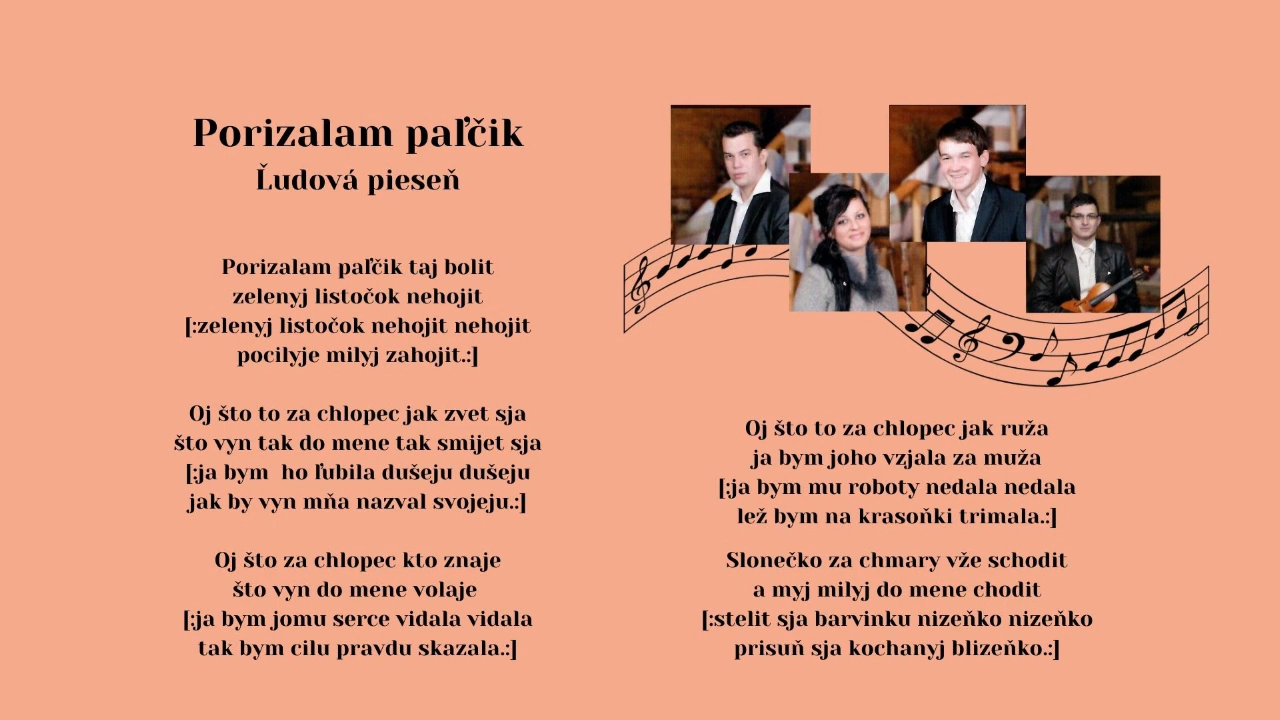 Porizalam paľčik
Ľudová pieseň
Porizalam paľčik taj bolit
zelenyj listočok nehojit
[:zelenyj listočok nehojit nehojit
pocilyje milyj zahojit.:]
Oj što to za chlopec jak zvet sja
što vyn tak do mene tak smijet sja
[:ja bym  ho ľubila dušeju dušeju
jak by vyn mňa nazval svojeju.:]
Oj što za chlopec kto znaje
što vyn do mene volaje
[:ja bym jomu serce vidala vidala
tak bym cilu pravdu skazala.:]
Oj što to za chlopec jak ruža
ja bym joho vzjala za muža
[:ja bym mu roboty nedala nedala
lež bym na krasoňki trimala.:]
Slonečko za chmary vže schodit
a myj milyj do mene chodit
[:stelit sja barvinku nizeňko nizeňko
prisuň sja kochanyj blizeňko.:]